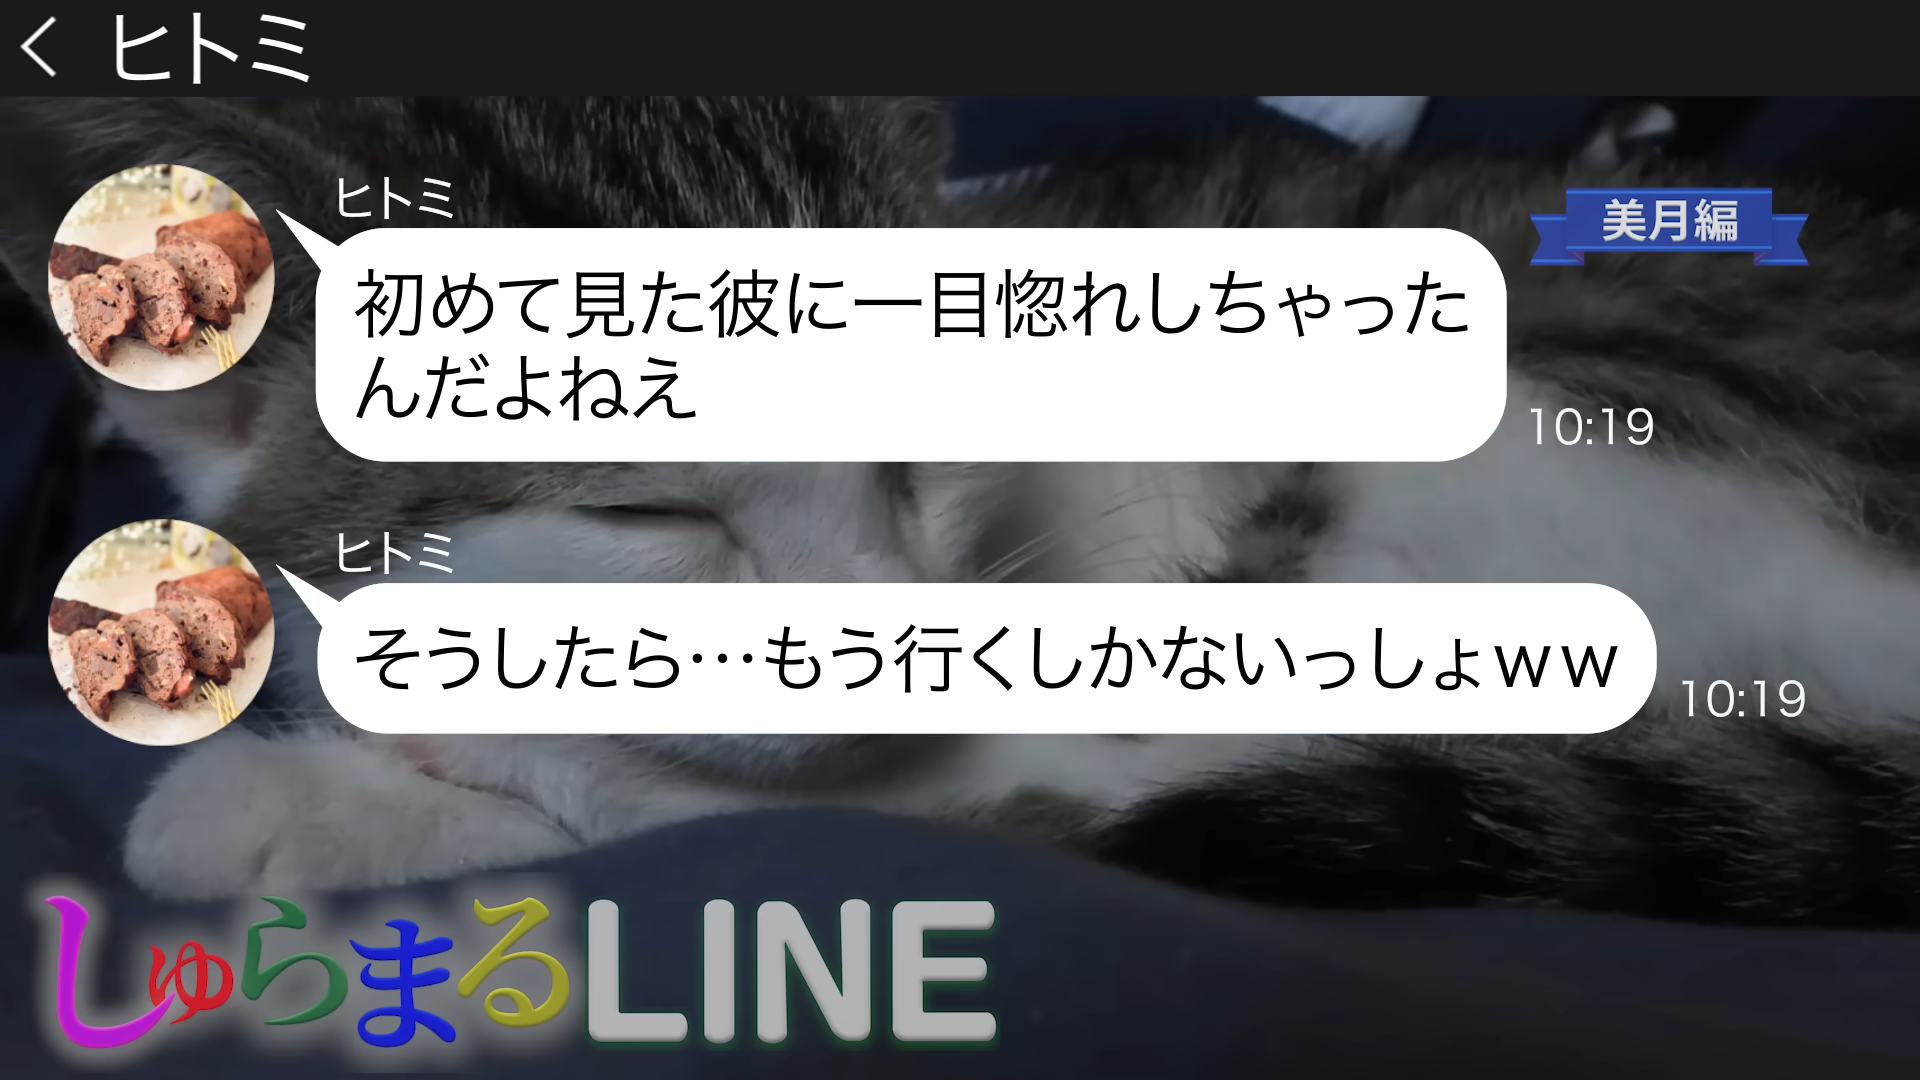 ヒトミ
ヒトミ
美月編
初めて見た彼に一目惚れしちゃった
んだよねえ
10:19
ヒトミ
そうしたら…もう行くしかないっしょｗｗ
10:19
しゅらまるLINE